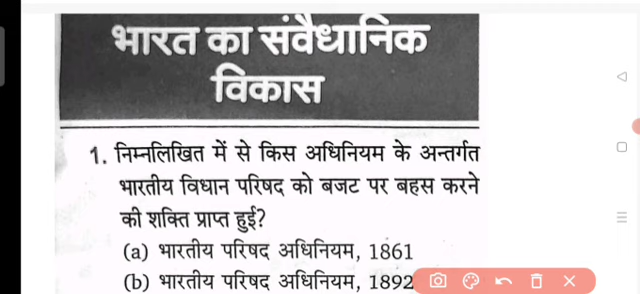 भारत का संवैधानिक
विकास
1. निम्नलिखित में से किस अधिनियम के अन्तर्गत
भारतीय विधान परिषद को बजट पर बहस करने
की शक्ति प्राप्त हुई?
(a) भारतीय परिषद अधिनियम, 1861
(b) भारतीय परिषद अधिनियम, 1892